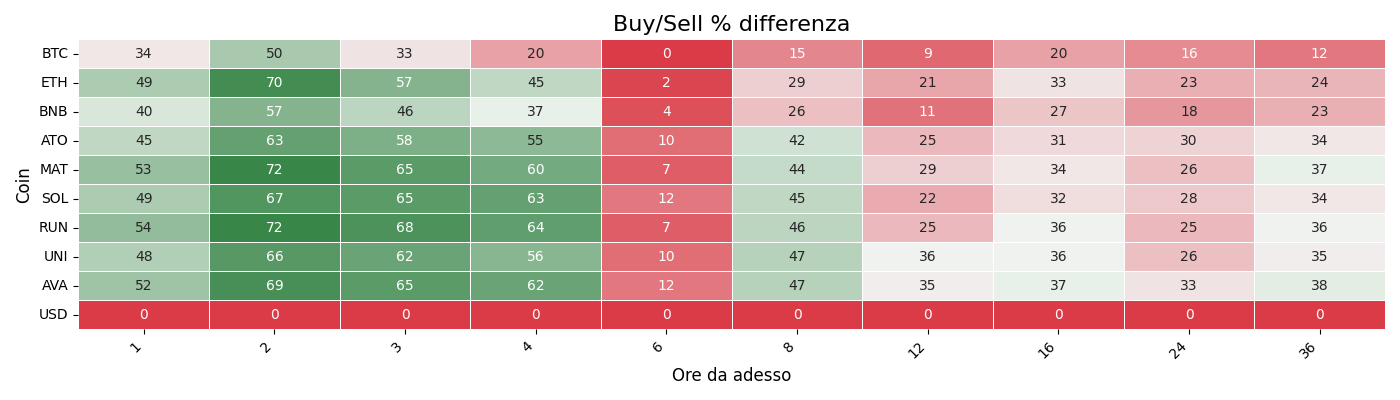 Buy/Sell % differenza
Coin
BTC 34 50 33 20 0 15 9 20 16 12
ETH 49 70 57 45 2 29 21 33 23 24
BNB 40 57 46 37 4 26 11 27 18 23
ATO 45 63 58 55 10 42 25 31 30 34
MAT 53 72 65 60 7 44 29 34 26 37
SOL 49 67 65 63 12 45 22 32 28 34
RUN 54 72 68 64 7 46 25 36 25 36
UNI 48 66 62 56 10 47 36 36 26 35
AVA 52 69 65 62 12 47 35 37 33 38
USD 0 0 0 0 0 0 0 0 0 0
1 2 3 4 6 8 12 16 24 36
Ore da adesso